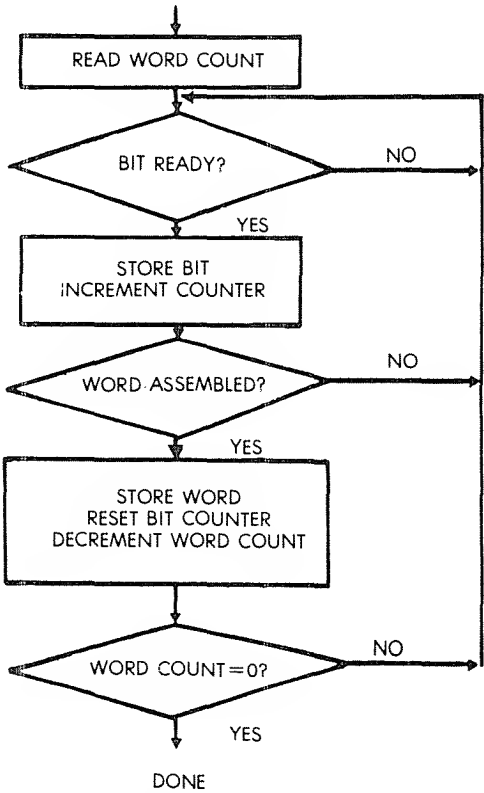 READ WORD COUNT
BIT READY?
NO
YES
STORE BIT
INCREMENT COUNTER
WORD ASSEMBLED?
NO
YES
STORE WORD
RESET BIT COUNTER
DECREMENT WORD COUNT
WORD COUNT=0?
NO
YES
DONE